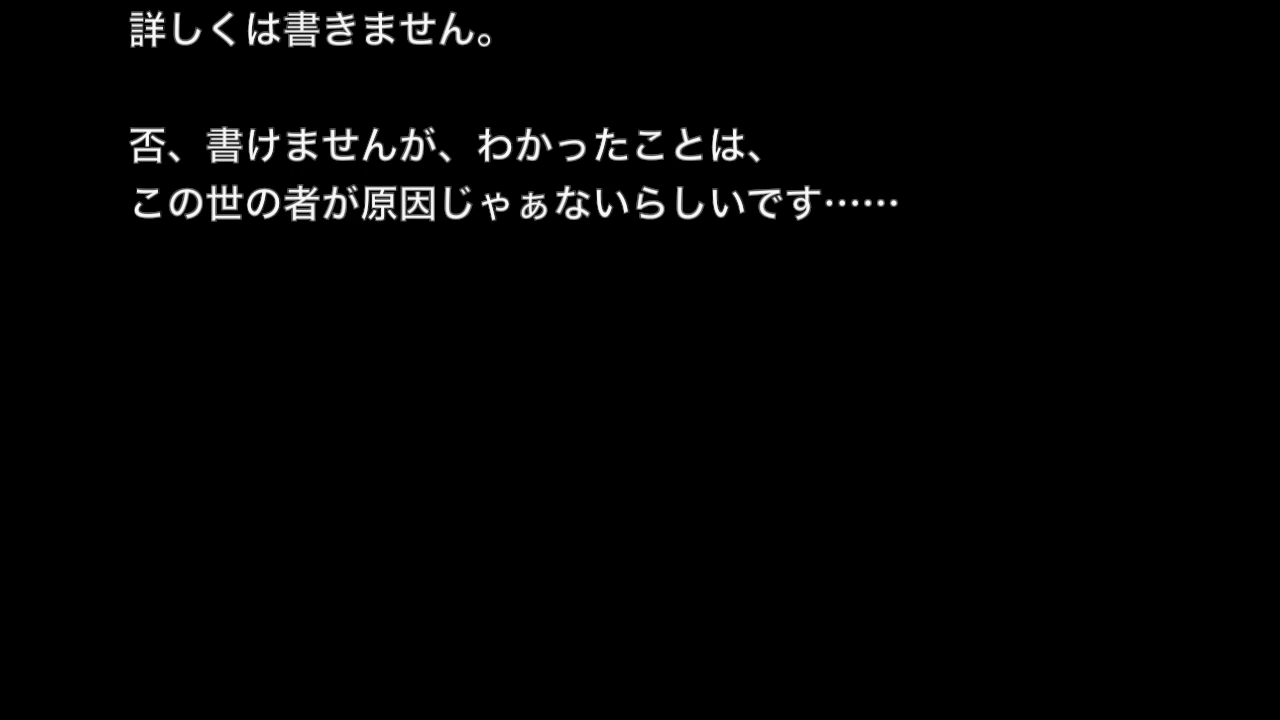 詳しくは書きません。
否、書けませんが、わかったことは、
この世の者が原因じゃぁないらしいです……